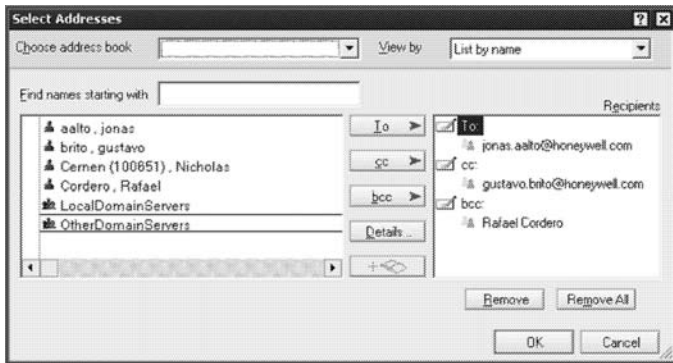 Select Addresses
Choose address book
View by
List by name
Find names starting with
Recipients
aalto , jonas
brito , gustavo
Cernen (100651) , Nicholas
Cordero , Rafael
LocalDomainServers
OtherDomainServers
To
cc
bcc
Details ..
To:
jonas.aalto@honeywell.com
cc:
gustavo.brito@honeywell.com
bcc:
Rafael Cordero
Remove
Remove All
OK
Cancel